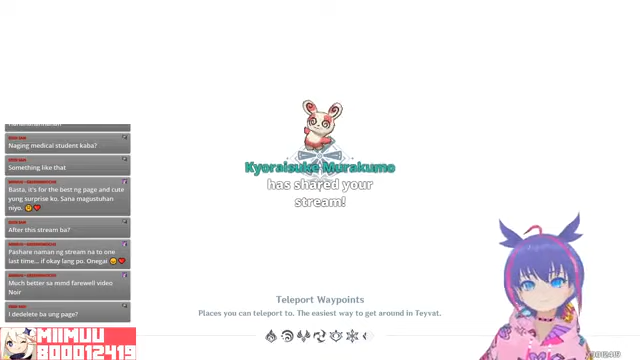 Naging medical student kaba?
Something like that
Basta, it's for the best ng page and cute
yung surprise ko. Sana magustuhan
niyo.
After this stream ba?
Pashare naman ng stream na to one
last time... if okay lang po. Onegai
Much better sa mmd farewell video
Noir
I dedelete ba ung page?
Kyoraisuke Murakumo
has shared your
stream!
Teleport Waypoints
Places you can teleport to. The easiest way to get around in Teyvat.
MIIMUU
800012419